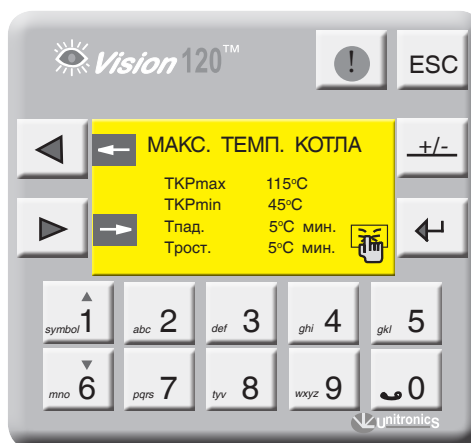 Vision 120™
! ESC
МАКС. ТЕМП. КОТЛА
+/-
TKPmax 115°C
TKPmin 45°C
Tпад. 5°C мин.
Трост. 5°C мин.
symbol 1 abc 2 def 3 ghi 4 gkl 5
mno 6 pqrs 7 tyv 8 wxyz 9 0
Unitronics